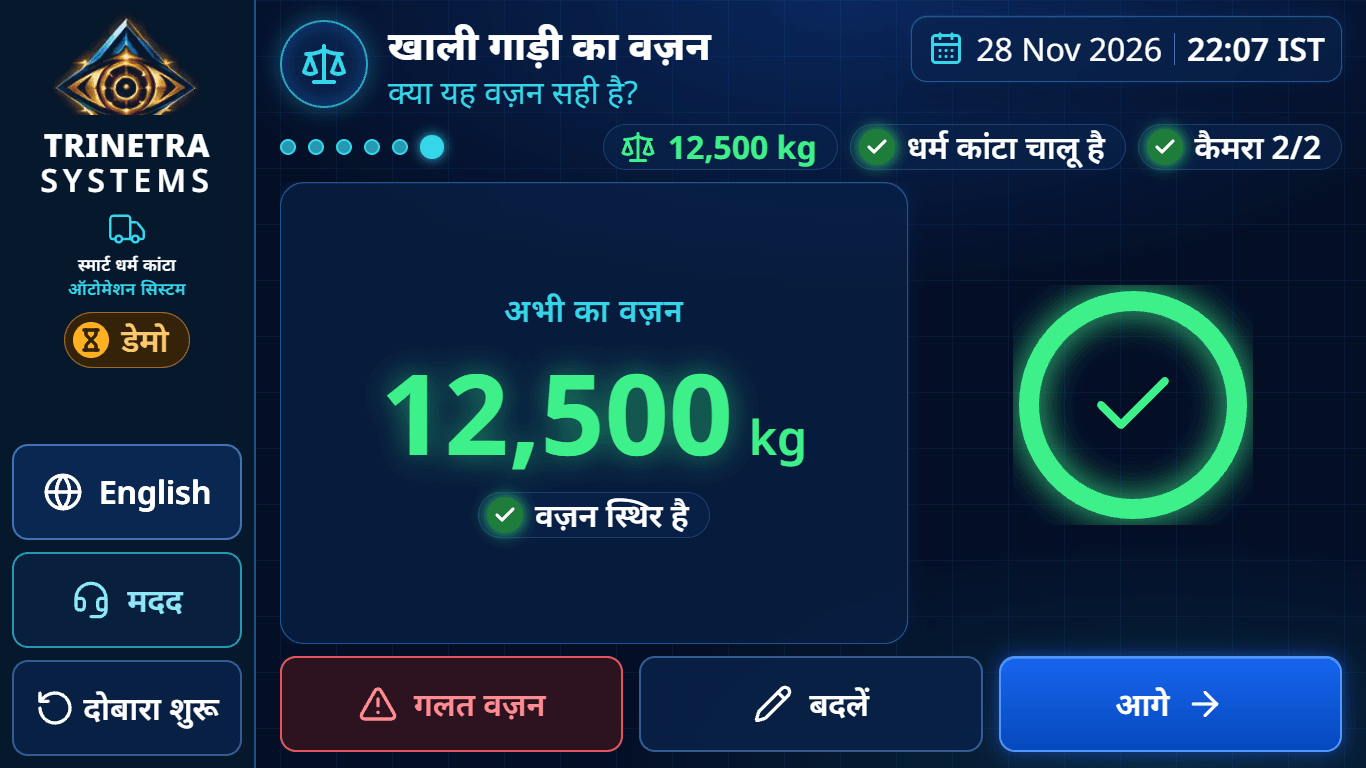 TRINETRA
SYSTEMS
स्मार्ट धर्म कांटा
ऑटोमेशन सिस्टम
डेमो
English
मदद
दोबारा शुरू
खाली गाड़ी का वज़न
क्या यह वज़न सही है?
28 Nov 2026 22:07 IST
12,500 kg
धर्म कांटा चालू है
कैमरा 2/2
अभी का वज़न
12,500 kg
वज़न स्थिर है
गलत वज़न
बदलें
आगे